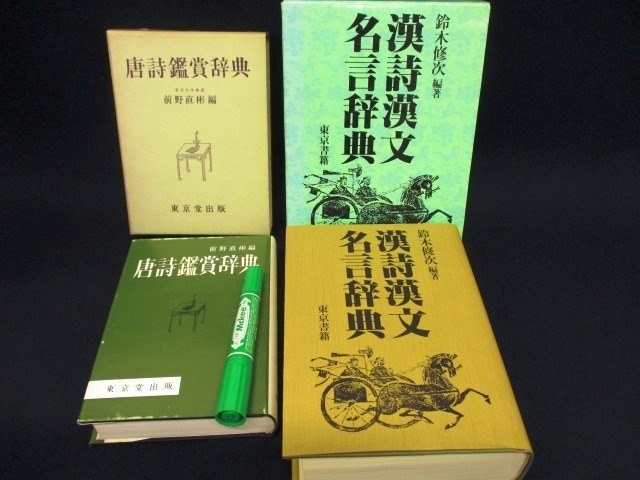 唐詩鑑賞辞典
前野直彬編
東京堂出版
鈴木修次 編著
漢詩漢文
名言辞典
東京書籍
前野直彬編
唐詩鑑賞辞典
東京堂出版
鈴木修次 編著
漢詩漢文
名言辞典
東京書籍